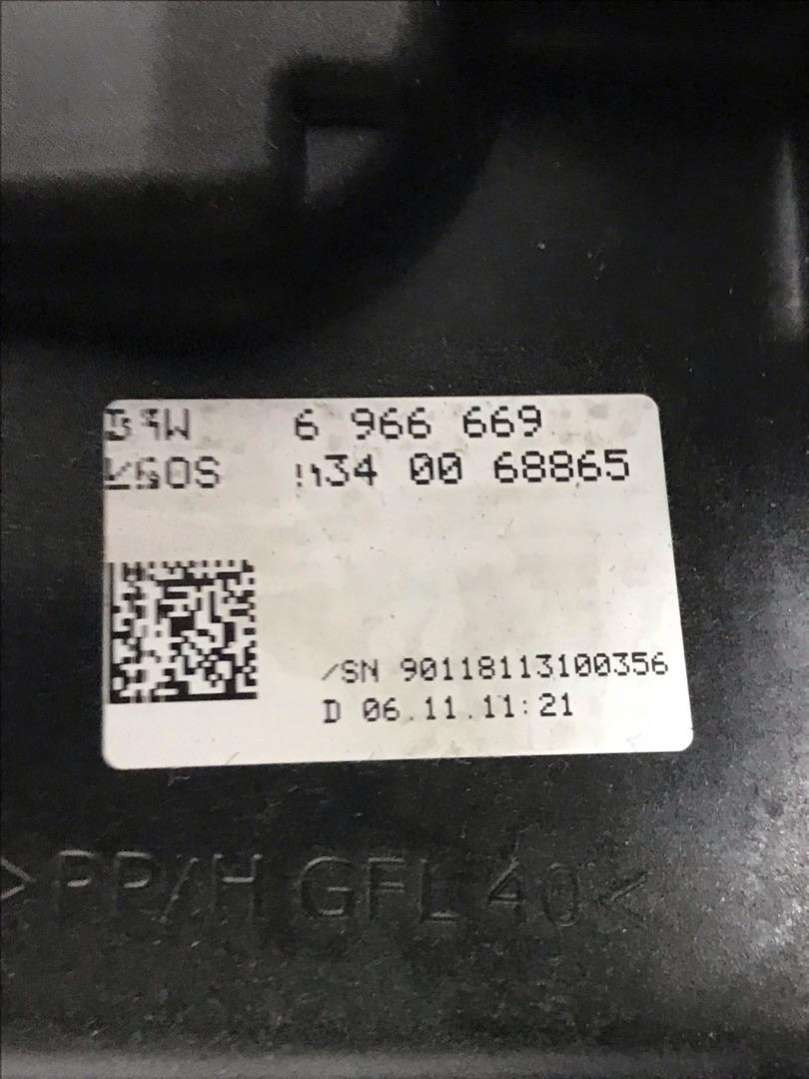 6 966 669
34 00 68865
/SN 90118113100356
D 06.11.11:21
>PP/H GFL 40<